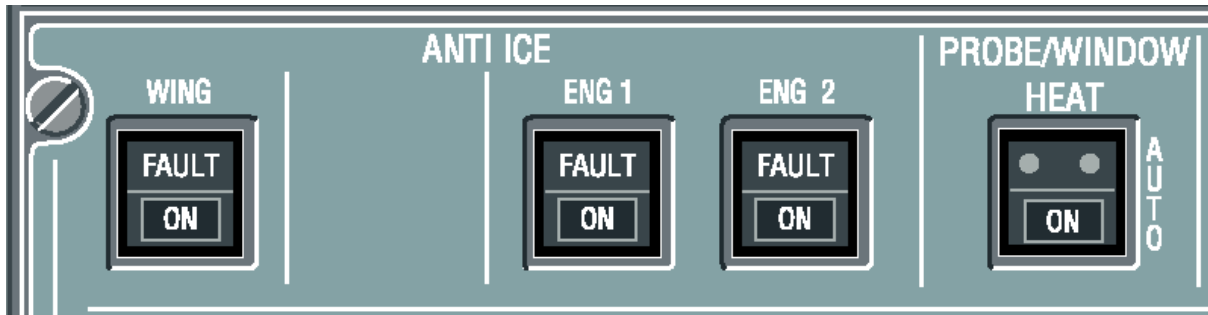 ANTI ICE
PROBE/WINDOW
HEAT
WING
ENG 1
ENG 2
FAULT
ON
FAULT
ON
FAULT
ON
ON
AUTO